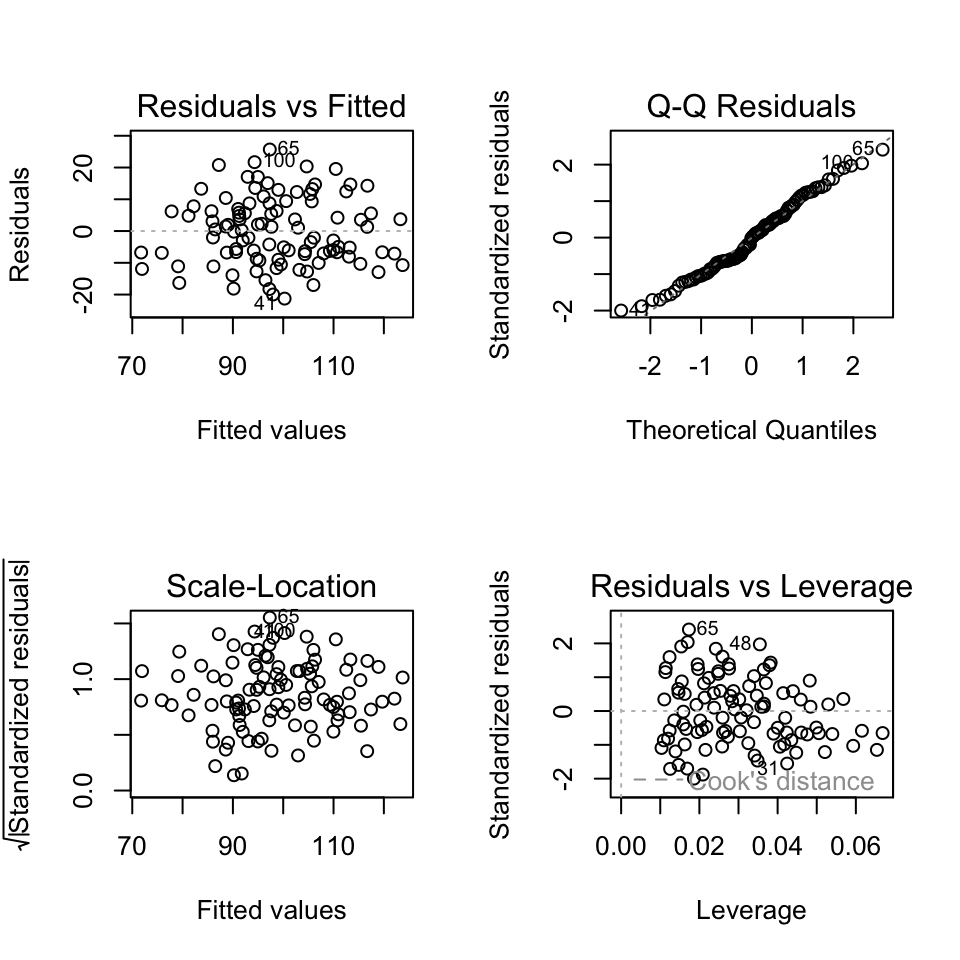 Residuals vs Fitted
Residuals
20
0
-20
65
100
41
70 90 110
Fitted values
Q-Q Residuals
Standardized residuals
2
0
-2
65
100
41
-2 -1 0 1 2
Theoretical Quantiles
Scale-Location
√|Standardized residuals|
1.0
0.0
65
41
100
70 90 110
Fitted values
Residuals vs Leverage
Standardized residuals
2
0
-2
65
48
31
Cook's distance
0.00 0.02 0.04 0.06
Leverage